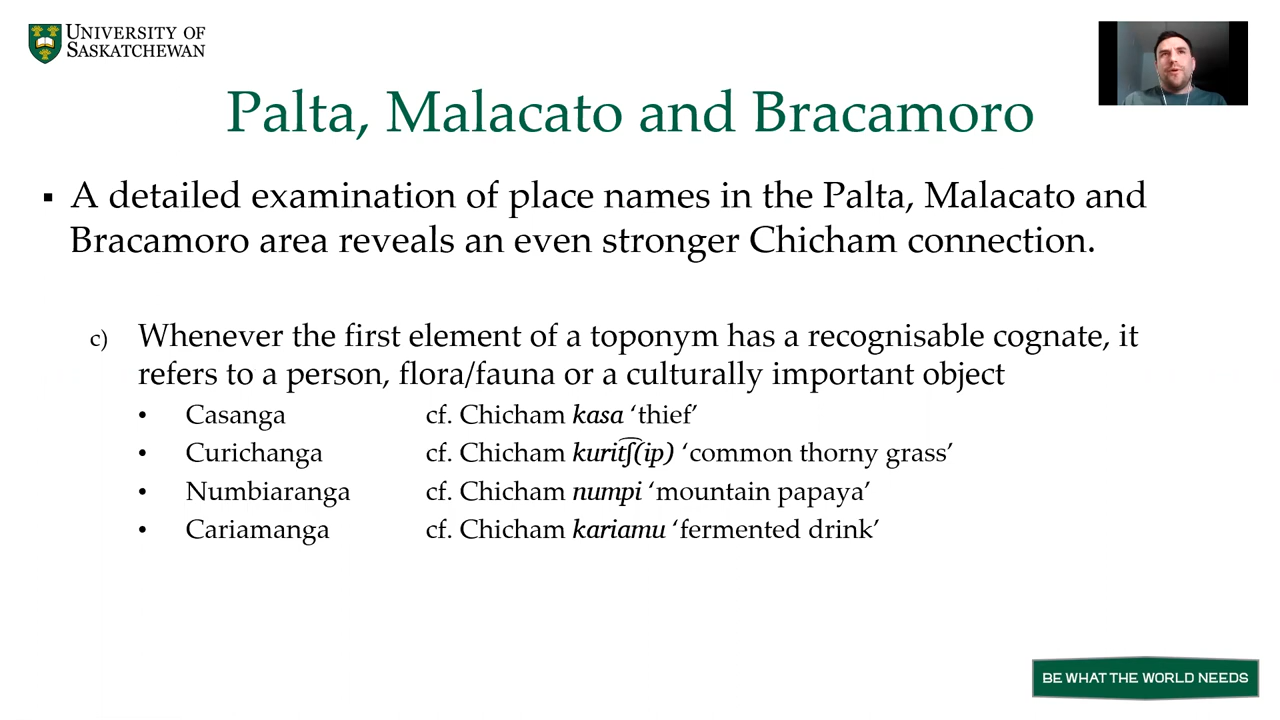 UNIVERSITY OF
SASKATCHEWAN
Palta, Malacato and Bracamoro
▪ A detailed examination of place names in the Palta, Malacato and
Bracamoro area reveals an even stronger Chicham connection.
c) Whenever the first element of a toponym has a recognisable cognate, it
refers to a person, flora/fauna or a culturally important object
• Casanga cf. Chicham kasa ‘thief’
• Curichanga cf. Chicham kurit͡ʃ(ip) ‘common thorny grass’
• Numbiaranga cf. Chicham numpi ‘mountain papaya’
• Cariamanga cf. Chicham kariamu ‘fermented drink’
BE WHAT THE WORLD NEEDS